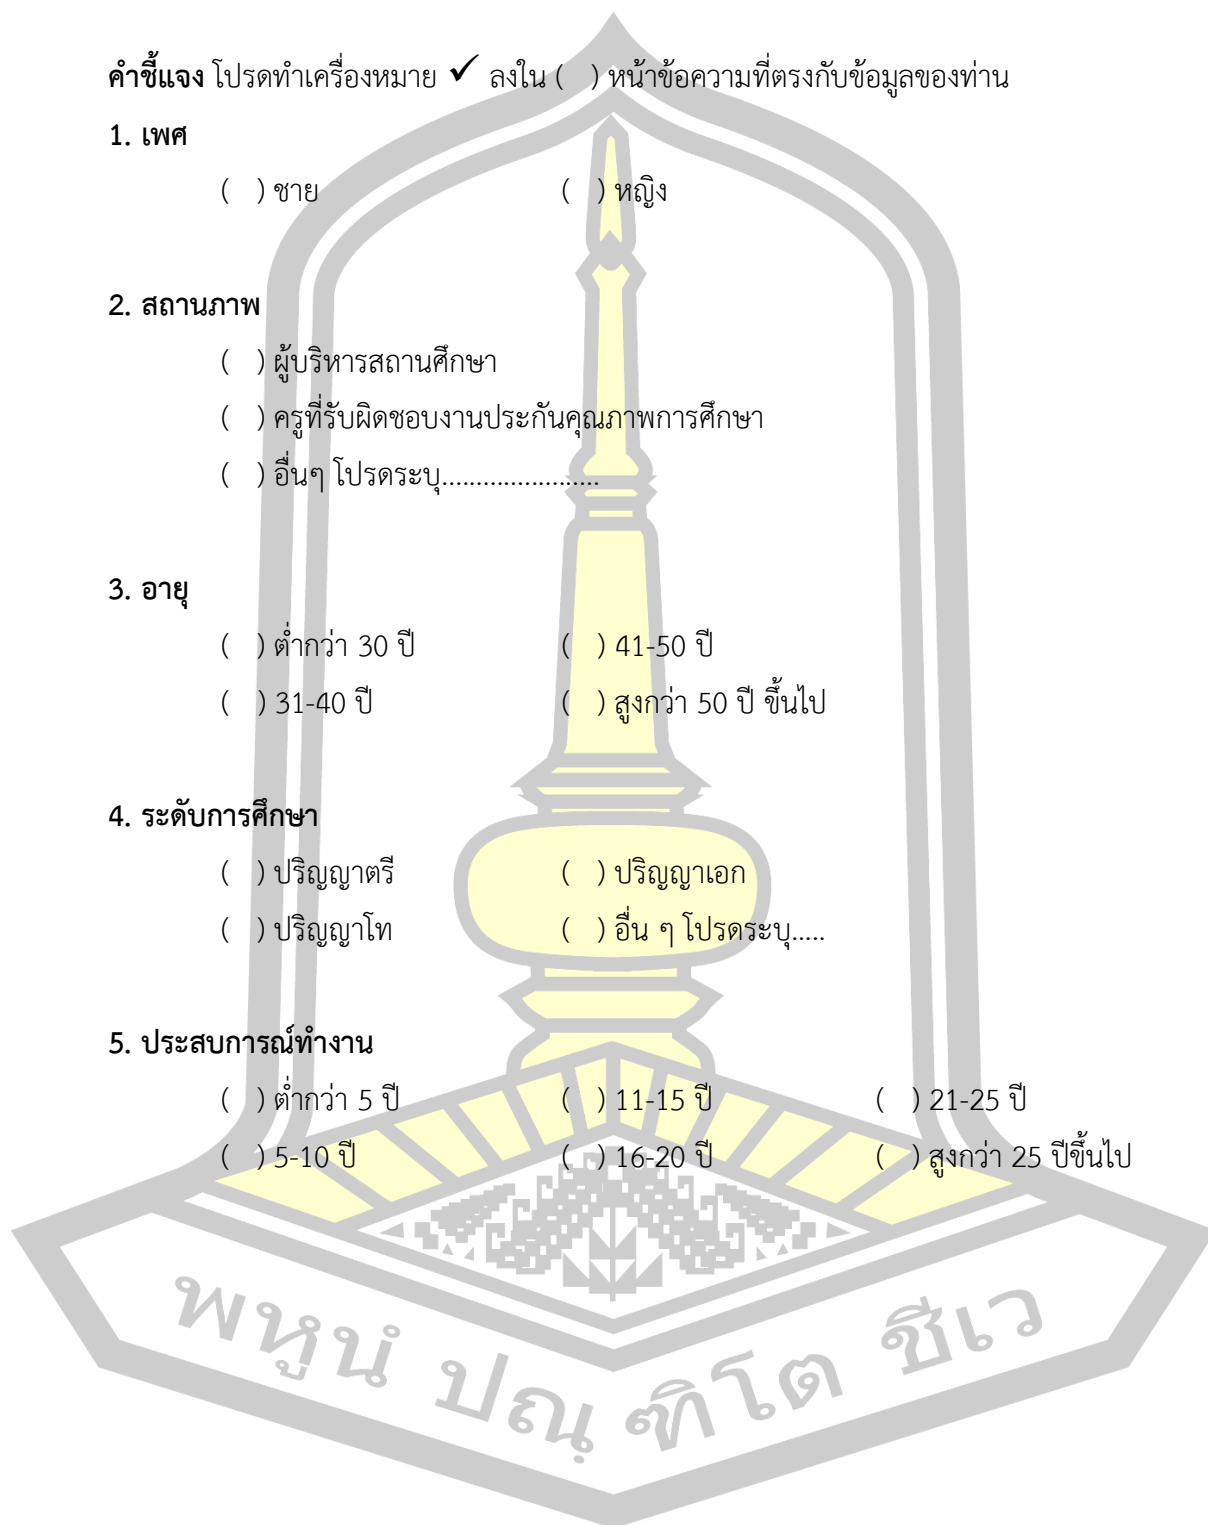 คำชี้แจง โปรดทำเครื่องหมาย ✓ ลงใน ( ) หน้าข้อความที่ตรงกับข้อมูลของท่าน
1. เพศ
( ) ชาย ( ) หญิง
2. สถานภาพ
( ) ผู้บริหารสถานศึกษา
( ) ครูที่รับผิดชอบงานประกันคุณภาพการศึกษา
( ) อื่นๆ โปรดระบุ.......................
3. อายุ
( ) ต่ำกว่า 30 ปี ( ) 41-50 ปี
( ) 31-40 ปี ( ) สูงกว่า 50 ปี ขึ้นไป
4. ระดับการศึกษา
( ) ปริญญาตรี ( ) ปริญญาเอก
( ) ปริญญาโท ( ) อื่น ๆ โปรดระบุ.....
5. ประสบการณ์ทำงาน
( ) ต่ำกว่า 5 ปี ( ) 11-15 ปี ( ) 21-25 ปี
( ) 5-10 ปี ( ) 16-20 ปี ( ) สูงกว่า 25 ปีขึ้นไป
พหูนํ ปณฺฑิโต ชีเว